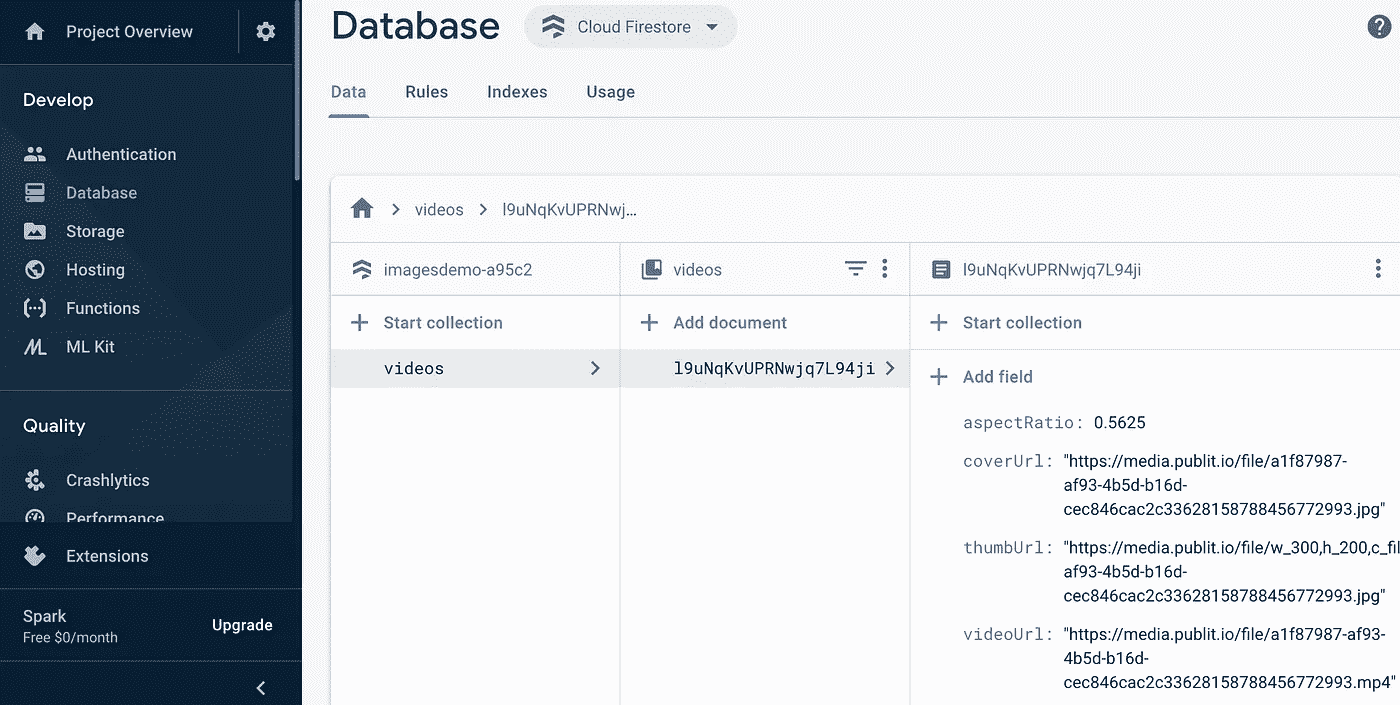 Project Overview
Develop
Authentication
Database
Storage
Hosting
Functions
ML Kit
Quality
Crashlytics
Performance
Extensions
Spark
Free $0/month
Upgrade
Database
Cloud Firestore
Data
Rules
Indexes
Usage
videos
l9uNqKvUPRNwj...
imagesdemo-a95c2
Start collection
videos
videos
Add document
l9uNqKvUPRNwjq7L94ji
l9uNqKvUPRNwjq7L94ji
Start collection
Add field
aspectRatio: 0.5625
coverUrl: "https://media.publit.io/file/a1f87987-
af93-4b5d-b16d-
cec846cac2c33628158788456772993.jpg"
thumbUrl: "https://media.publit.io/file/w_300,h_200,c_fil
af93-4b5d-b16d-
cec846cac2c33628158788456772993.jpg"
videoUrl: "https://media.publit.io/file/a1f87987-af93-
4b5d-b16d-
cec846cac2c33628158788456772993.mp4"